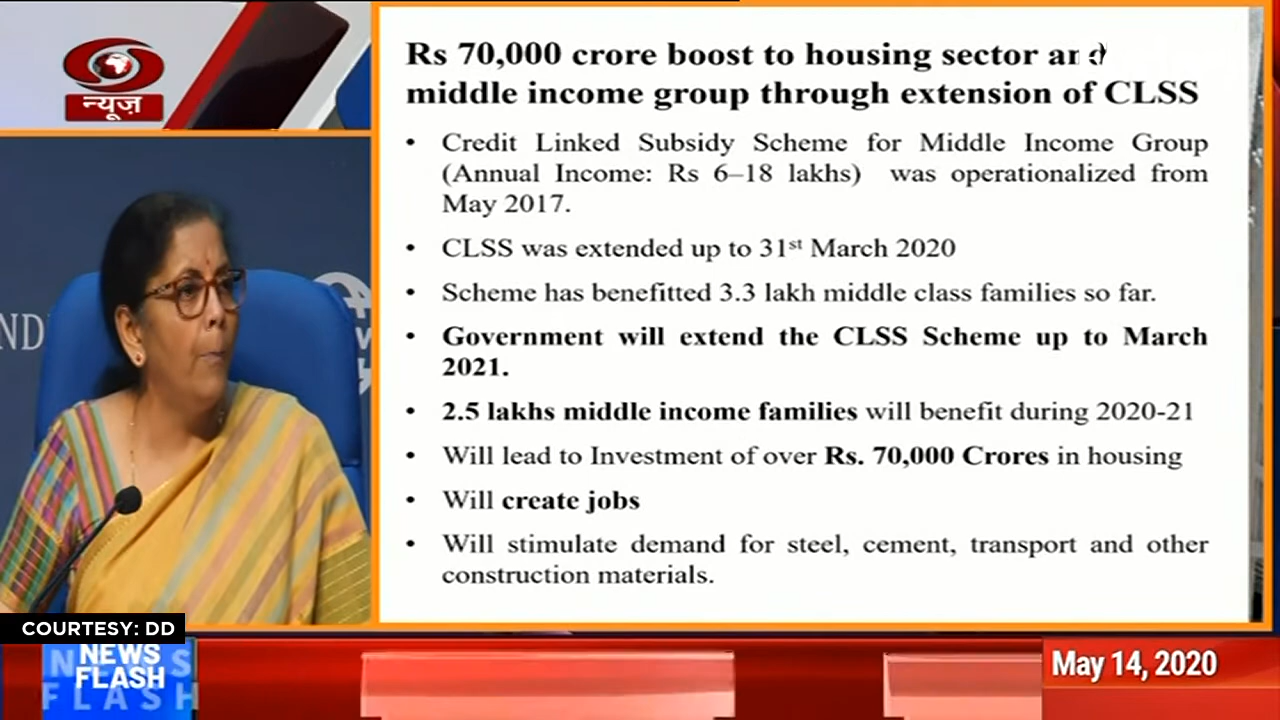 न्यूज़
Rs 70,000 crore boost to housing sector and
middle income group through extension of CLSS
• Credit Linked Subsidy Scheme for Middle Income Group
(Annual Income: Rs 6–18 lakhs) was operationalized from
May 2017.
• CLSS was extended up to 31st March 2020
• Scheme has benefitted 3.3 lakh middle class families so far.
• Government will extend the CLSS Scheme up to March
2021.
• 2.5 lakhs middle income families will benefit during 2020-21
• Will lead to Investment of over Rs. 70,000 Crores in housing
• Will create jobs
• Will stimulate demand for steel, cement, transport and other
construction materials.
COURTESY: DD
NEWS
FLASH
May 14, 2020